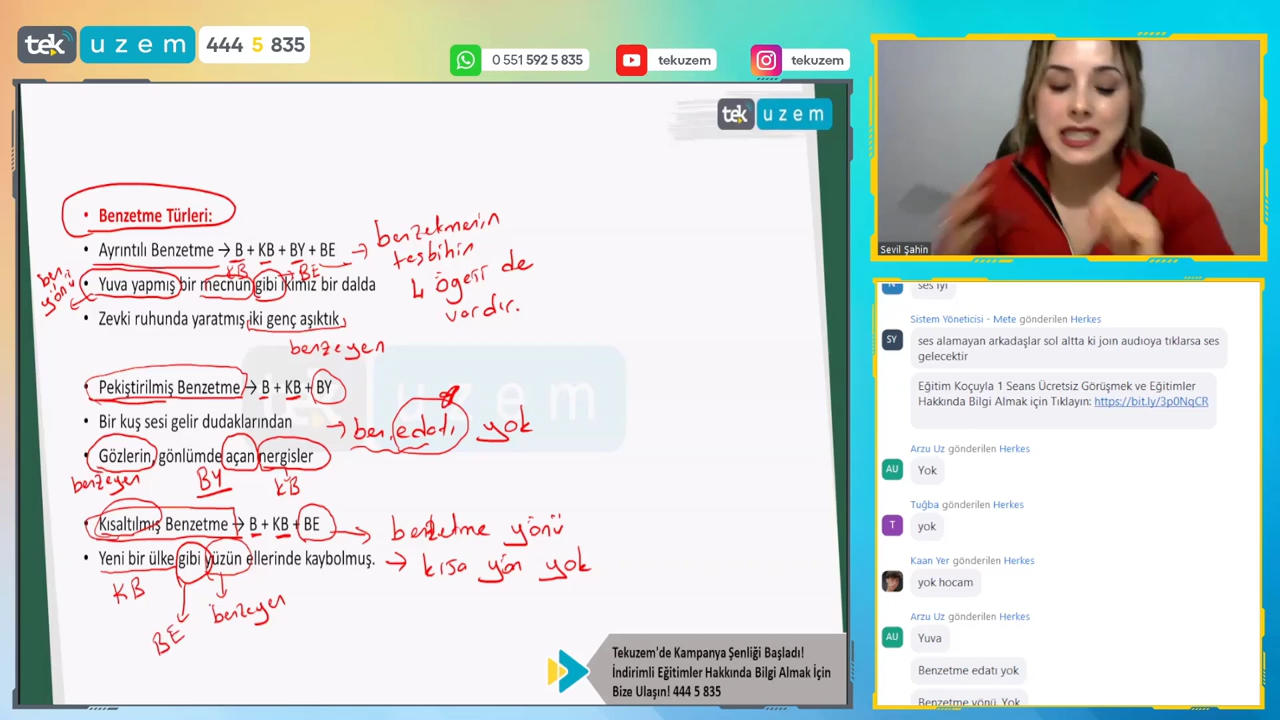 tek uzem 444 5 835
0 551 592 5 835
tekuzem
tekuzem
tek uzem
• Benzetme Türleri:
• Ayrıntılı Benzetme → B + KB + BY + BE → benzetmenin
teşbihin
4 ögesi de
vardır.
KB
BE
ben.
yönü
• Yuva yapmış bir mecnun gibi ikimiz bir dalda
• Zevki ruhunda yaratmış iki genç aşıktık
benzeyen
• Pekiştirilmiş Benzetme → B + KB + BY
• Bir kuş sesi gelir dudaklarından → ben. edatı yok
• Gözlerin, gönlümde açan nergisler
benzeyen
BY
KB
• Kısaltılmış Benzetme → B + KB + BE → benzetme yönü
• Yeni bir ülke gibi yüzün ellerinde kaybolmuş. → kısa yön yok
KB
benzeyen
BE
Tekuzem'de Kampanya Şenliği Başladı!
İndirimli Eğitimler Hakkında Bilgi Almak İçin
Bize Ulaşın! 444 5 835
Sevil Şahin
ses iyi
Sistem Yöneticisi - Mete gönderilen Herkes
SY
ses alamayan arkadaşlar sol altta ki joın audıoya tıklarsa ses
gelecektir
Eğitim Koçuyla 1 Seans Ücretsiz Görüşmek ve Eğitimler
Hakkında Bilgi Almak için Tıklayın: https://bit.ly/3p0NqCR
Arzu Uz gönderilen Herkes
AU Yok
Tuğba gönderilen Herkes
T yok
Kaan Yer gönderilen Herkes
yok hocam
Arzu Uz gönderilen Herkes
AU Yuva
Benzetme edatı yok
Benzetme yönü. Yok